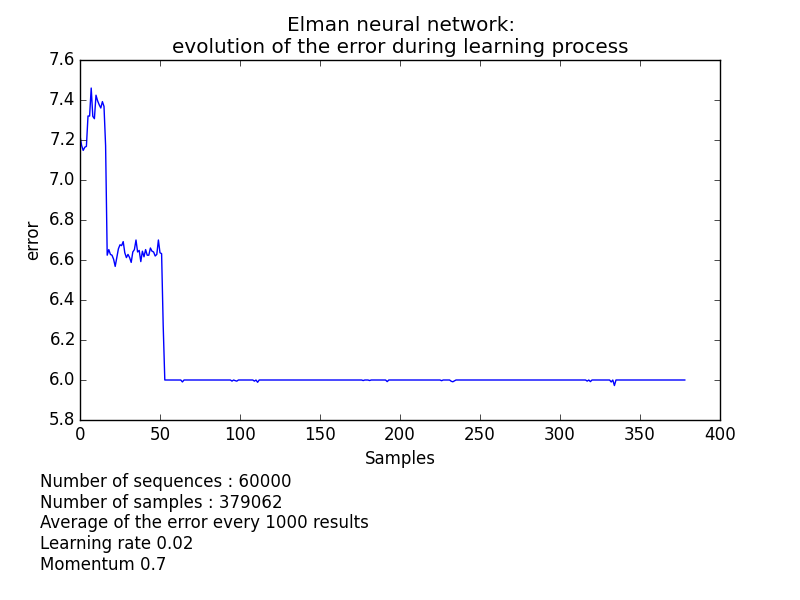 Elman neural network:
evolution of the error during learning process
7.6
7.4
7.2
7.0
6.8
6.6
6.4
6.2
6.0
5.8
error
0 50 100 150 200 250 300 350 400
Samples
Number of sequences : 60000
Number of samples : 379062
Average of the error every 1000 results
Learning rate 0.02
Momentum 0.7